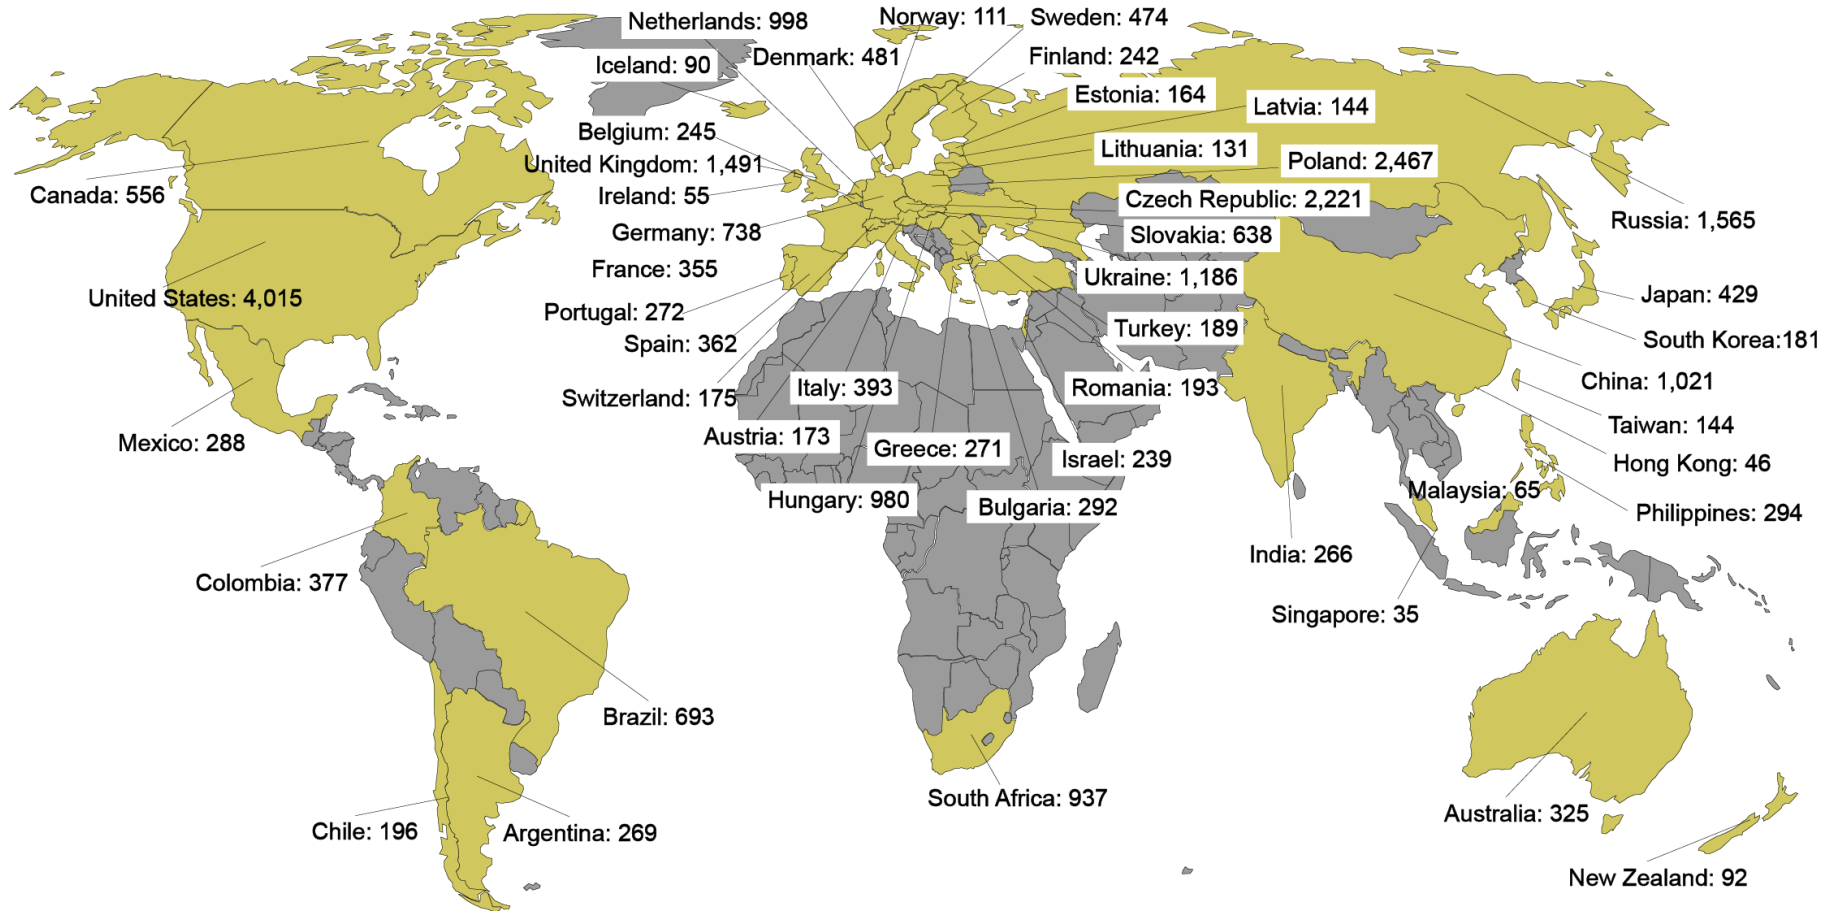 Netherlands: 998
Norway: 111
Sweden: 474
Iceland: 90
Denmark: 481
Finland: 242
Estonia: 164
Latvia: 144
Belgium: 245
United Kingdom: 1,491
Lithuania: 131
Poland: 2,467
Canada: 556
Ireland: 55
Czech Republic: 2,221
Russia: 1,565
Germany: 738
Slovakia: 638
France: 355
Ukraine: 1,186
United States: 4,015
Portugal: 272
Japan: 429
Spain: 362
Turkey: 189
South Korea:181
Switzerland: 175
Italy: 393
Romania: 193
China: 1,021
Mexico: 288
Austria: 173
Greece: 271
Israel: 239
Taiwan: 144
Hong Kong: 46
Hungary: 980
Bulgaria: 292
Malaysia: 65
Philippines: 294
Colombia: 377
India: 266
Singapore: 35
Brazil: 693
South Africa: 937
Australia: 325
Chile: 196
Argentina: 269
New Zealand: 92